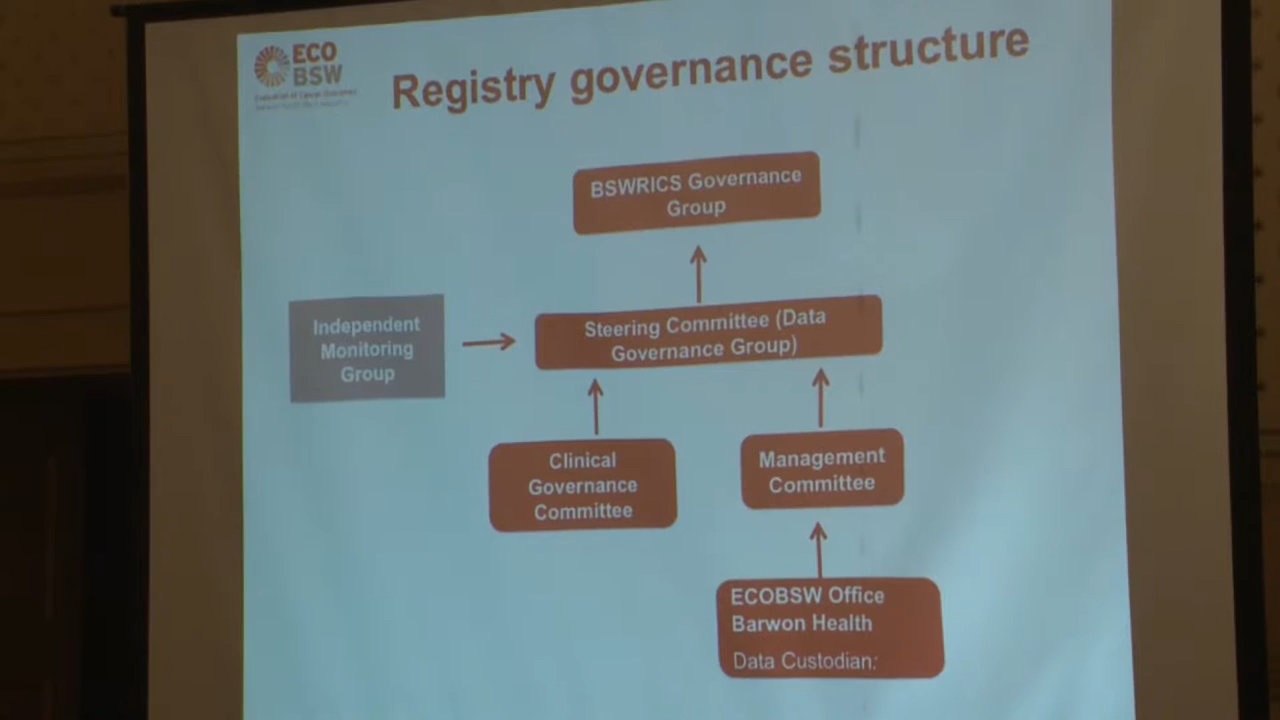 ECO
BSW
Registry governance structure
BSWRICS Governance
Group
Independent
Monitoring
Group
Steering Committee (Data
Governance Group)
Clinical
Governance
Committee
Management
Committee
ECOBSW Office
Barwon Health
Data Custodian: